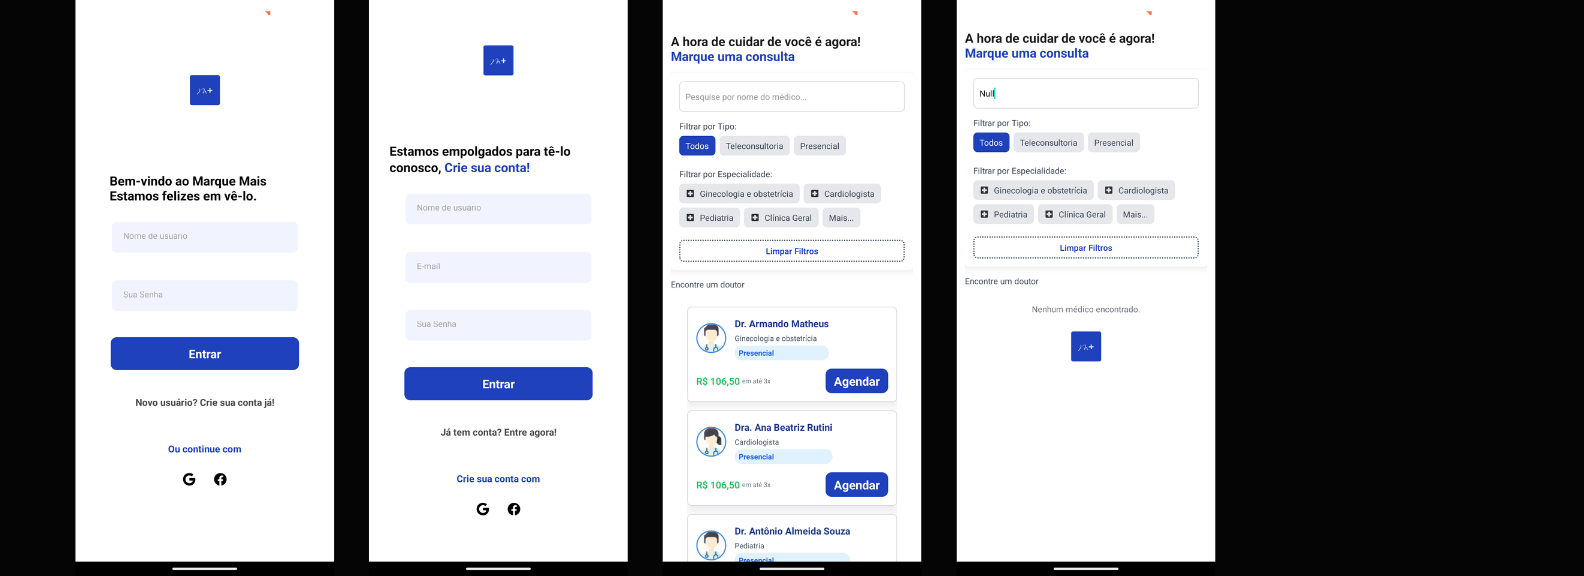 Bem-vindo ao Marque Mais
Estamos felizes em vê-lo.
Nome de usuario
Sua Senha
Entrar
Novo usuário? Crie sua conta já!
Ou continue com
Estamos empolgados para tê-lo
conosco, Crie sua conta!
Nome de usuario
E-mail
Sua Senha
Entrar
Já tem conta? Entre agora!
Crie sua conta com
A hora de cuidar de você é agora!
Marque uma consulta
Pesquise por nome do médico...
Filtrar por Tipo:
Todos Teleconsultoria Presencial
Filtrar por Especialidade:
Ginecologia e obstetrícia Cardiologista
Pediatria Clínica Geral Mais...
Limpar Filtros
Encontre um doutor
Dr. Armando Matheus
Ginecologia e obstetrícia
Presencial
R$ 106,50 em até 3x Agendar
Dra. Ana Beatriz Rutini
Cardiologista
Presencial
R$ 106,50 em até 3x Agendar
Dr. Antônio Almeida Souza
Pediatria
Presencial
A hora de cuidar de você é agora!
Marque uma consulta
Null
Filtrar por Tipo:
Todos Teleconsultoria Presencial
Filtrar por Especialidade:
Ginecologia e obstetrícia Cardiologista
Pediatria Clínica Geral Mais...
Limpar Filtros
Encontre um doutor
Nenhum médico encontrado.